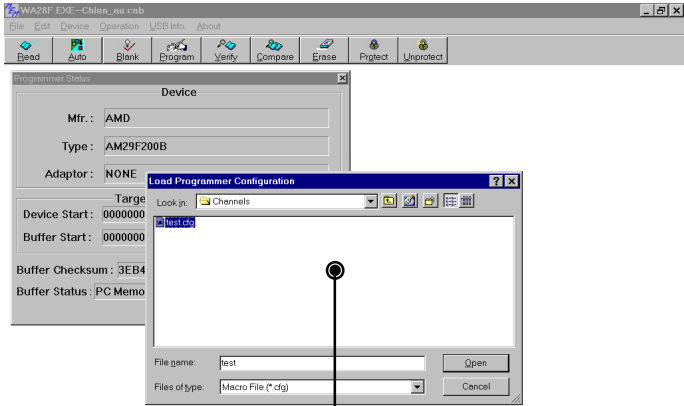 WA28F.EXE-Chlen_au.cab
File Edit Device Operation USB Info. About
Read Auto Blank Program Verify Compare Erase Protect Unprotect
Programmer Status
Device
Mfr. : AMD
Type : AM29F200B
Adaptor : NONE
Targe
Device Start : 0000000
Buffer Start : 0000000
Buffer Checksum : 3EB4
Buffer Status : PC Memo
Load Programmer Configuration
Look in: Channels
test.cfg
File name: test Open
Files of type: Macro File (*.cfg) Cancel